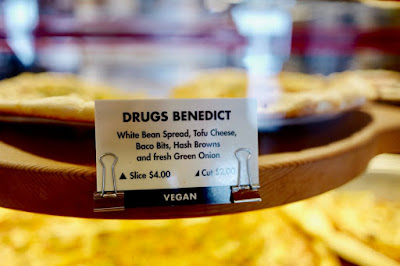 DRUGS BENEDICT
White Bean Spread, Tofu Cheese,
Baco Bits, Hash Browns
and fresh Green Onion
Slice $4.00 Cut $2.00
VEGAN